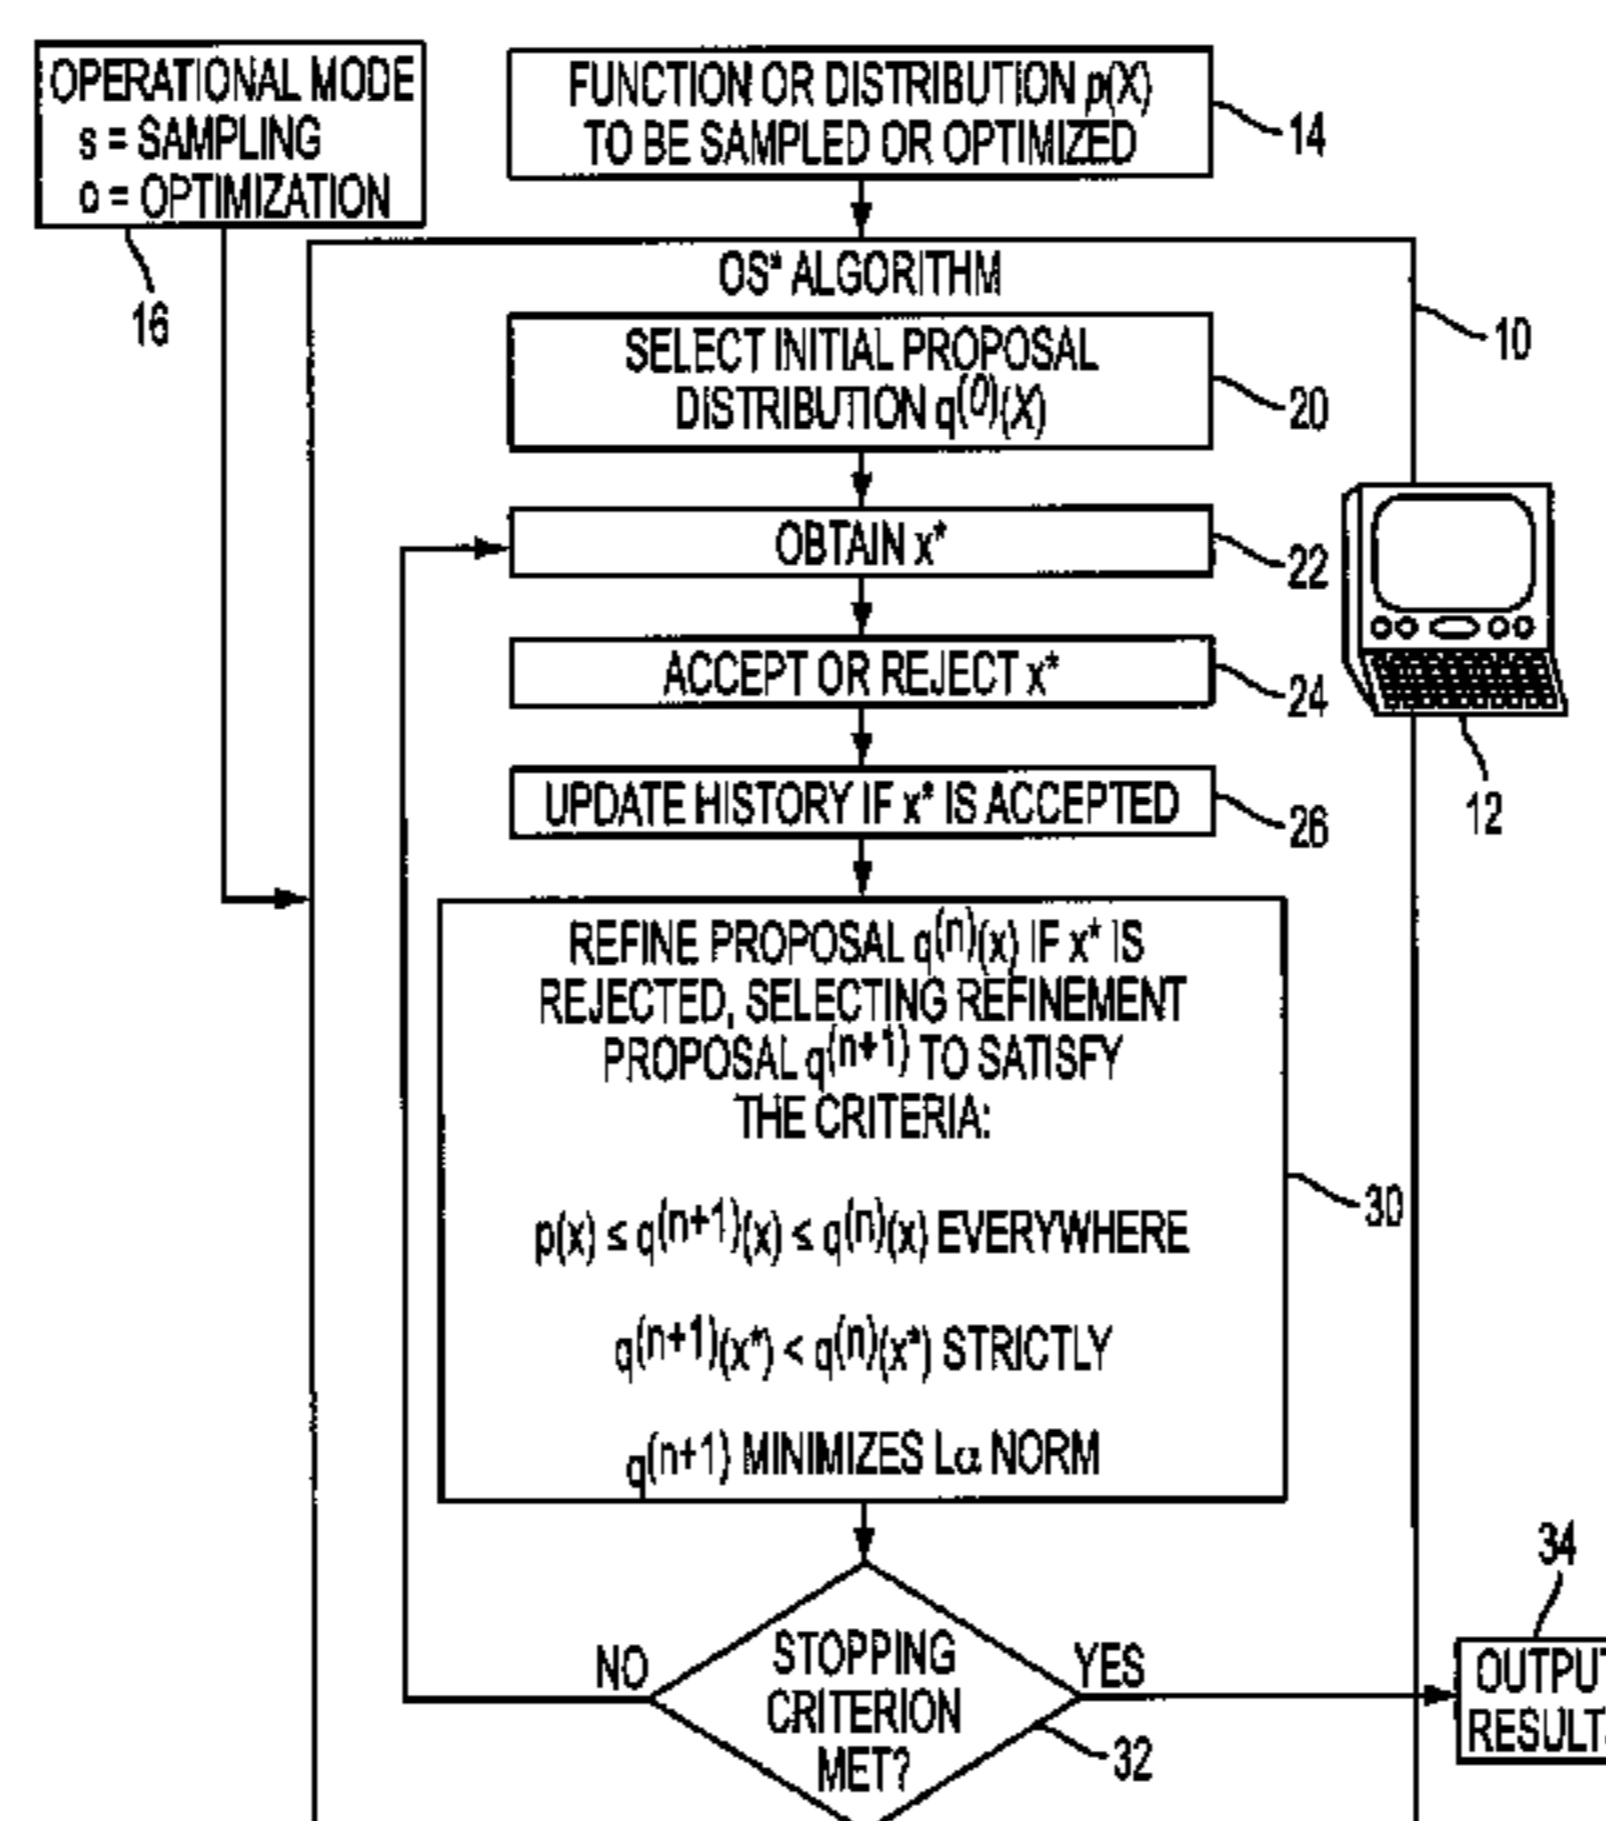 OPERATIONAL MODE
s = SAMPLING
o = OPTIMIZATION
16
FUNCTION OR DISTRIBUTION p(X)
TO BE SAMPLED OR OPTIMIZED
14
OS* ALGORITHM
10
SELECT INITIAL PROPOSAL
DISTRIBUTION q(0)(X)
20
OBTAIN x*
22
ACCEPT OR REJECT x*
24
12
UPDATE HISTORY IF x* IS ACCEPTED
26
REFINE PROPOSAL q(n)(x) IF x* IS
REJECTED, SELECTING REFINEMENT
PROPOSAL q(n+1) TO SATISFY
THE CRITERIA:
p(x) ≤ q(n+1)(x) ≤ q(n)(x) EVERYWHERE
q(n+1)(x*) < q(n)(x*) STRICTLY
q(n+1) MINIMIZES Lα NORM
30
STOPPING
CRITERION
MET?
NO
YES
32
34
OUTPUT
RESULTS